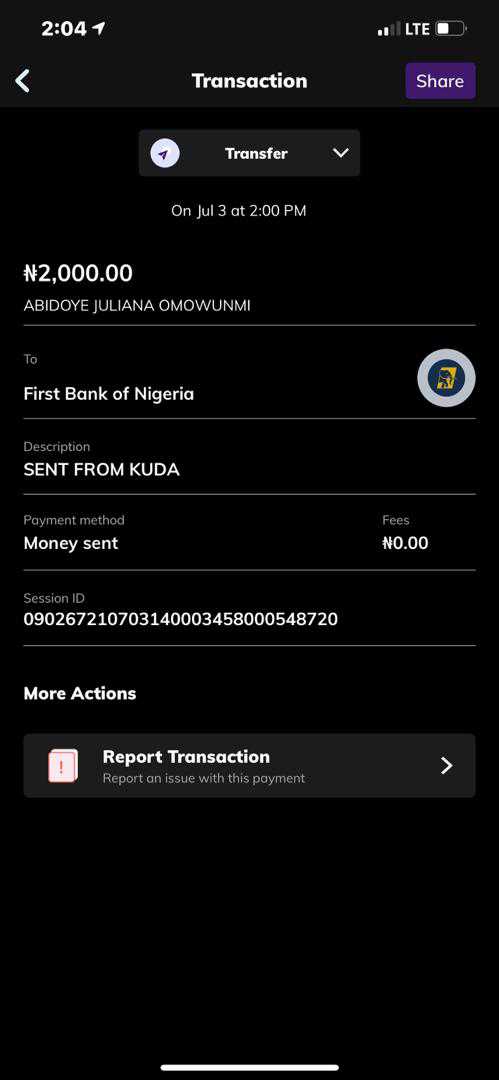 2:04
LTE
Transaction
Share
Transfer
On Jul 3 at 2:00 PM
₦2,000.00
ABIDOYE JULIANA OMOWUNMI
To
First Bank of Nigeria
Description
SENT FROM KUDA
Payment method
Fees
Money sent
₦0.00
Session ID
090267210703140003458000548720
More Actions
!
Report Transaction
Report an issue with this payment